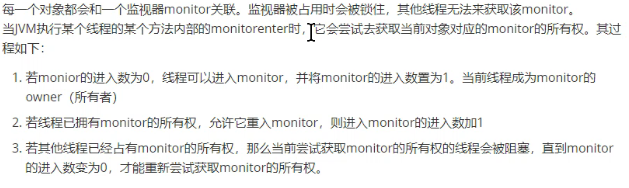 每一个对象都会和一个监视器monitor关联。监视器被占用时会被锁住，其他线程无法来获取该monitor。
当JVM执行某个线程的某个方法内部的monitorenter时，它会尝试去获取当前对象对应的monitor的所有权。其过
程如下：
1. 若monior的进入数为0，线程可以进入monitor，并将monitor的进入数置为1。当前线程成为monitor的
owner（所有者）
2. 若线程已拥有monitor的所有权，允许它重入monitor，则进入monitor的进入数加1
3. 若其他线程已经占有monitor的所有权，那么当前尝试获取monitor的所有权的线程会被阻塞，直到monitor
的进入数变为0，才能重新尝试获取monitor的所有权。